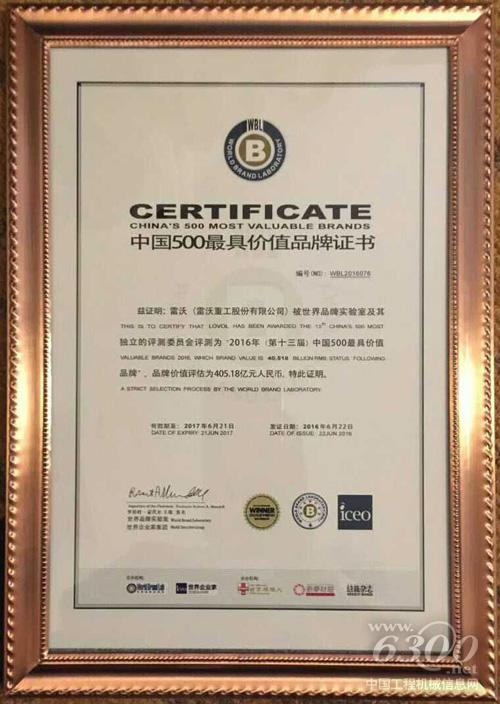 WBL
WORLD BRAND LABORATORY
B
CERTIFICATE
CHINA'S 500 MOST VALUABLE BRANDS
中国500最具价值品牌证书
编号(NO): WBL2016076
兹证明：雷沃（雷沃重工股份有限公司）被世界品牌实验室及其
THIS IS TO CERTIFY THAT LOVOL HAS BEEN AWARDED THE 13TH CHINA'S 500 MOST
独立的评测委员会评测为“2016年（第十三届）中国500最具价值
VALUABLE BRANDS 2016, WHICH BRAND VALUE IS 40.518 BILLION RMB. STATUS FOLLOWING
品牌”，品牌价值评估为405.18亿元人民币，特此证明。
A STRICT SELECTION PROCESS BY THE WORLD BRAND LABORATORY.
有效期至： 2017年6月21日 发证日期： 2016年6月22日
DATE OF EXPIRY: 21JUN 2017 DATE OF ISSUE: 22JUN 2016
世界品牌实验室 World Brand Laboratory
世界企业家集团 World Executive Group
WINNER
B
iceo
主办机构:
世界企业家
www.6300.net
中国工程机械信息网